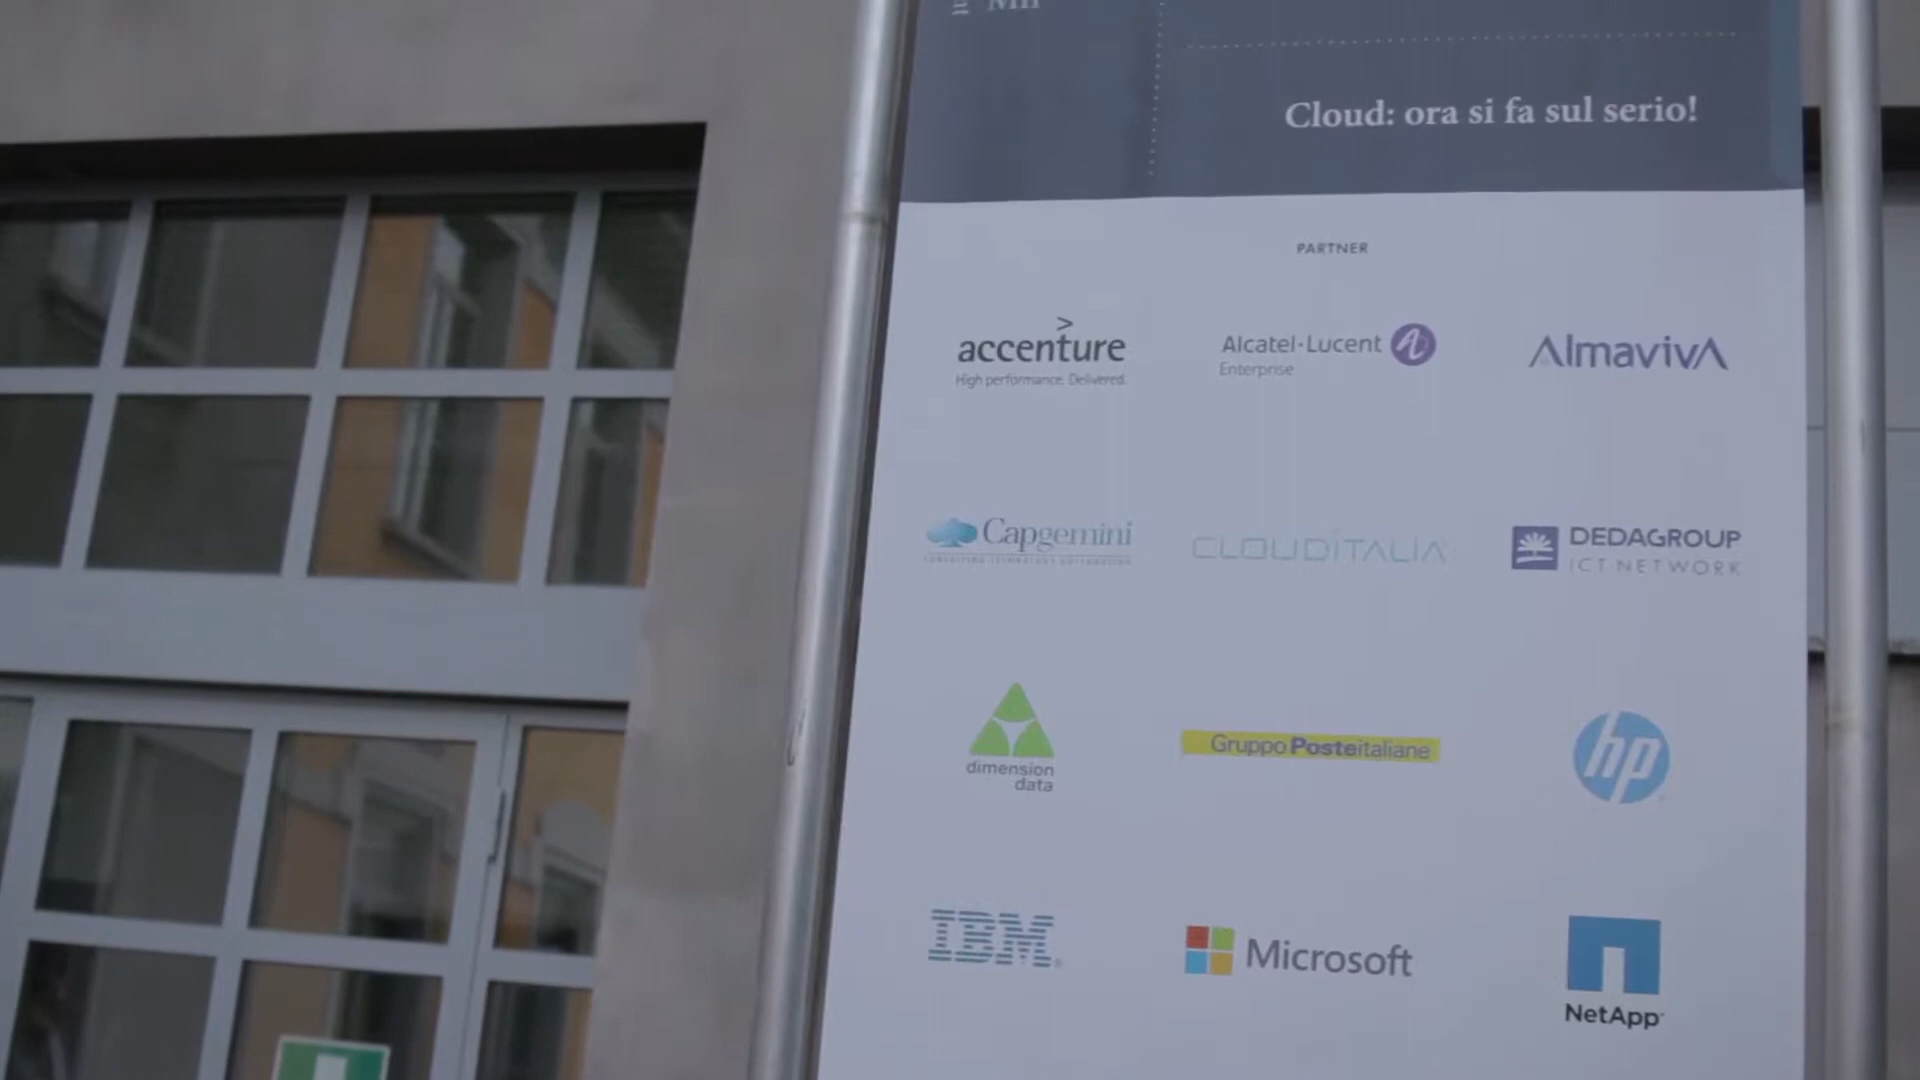 Cloud: ora si fa sul serio!
PARTNER
accenture
High performance. Delivered.
Alcatel·Lucent
Enterprise
AlmavivA
Capgemini
CLOUDITALIA
DEDAGROUP
ICT NETWORK
dimension
data
Gruppo Posteitaliane
hp
IBM
Microsoft
NetApp